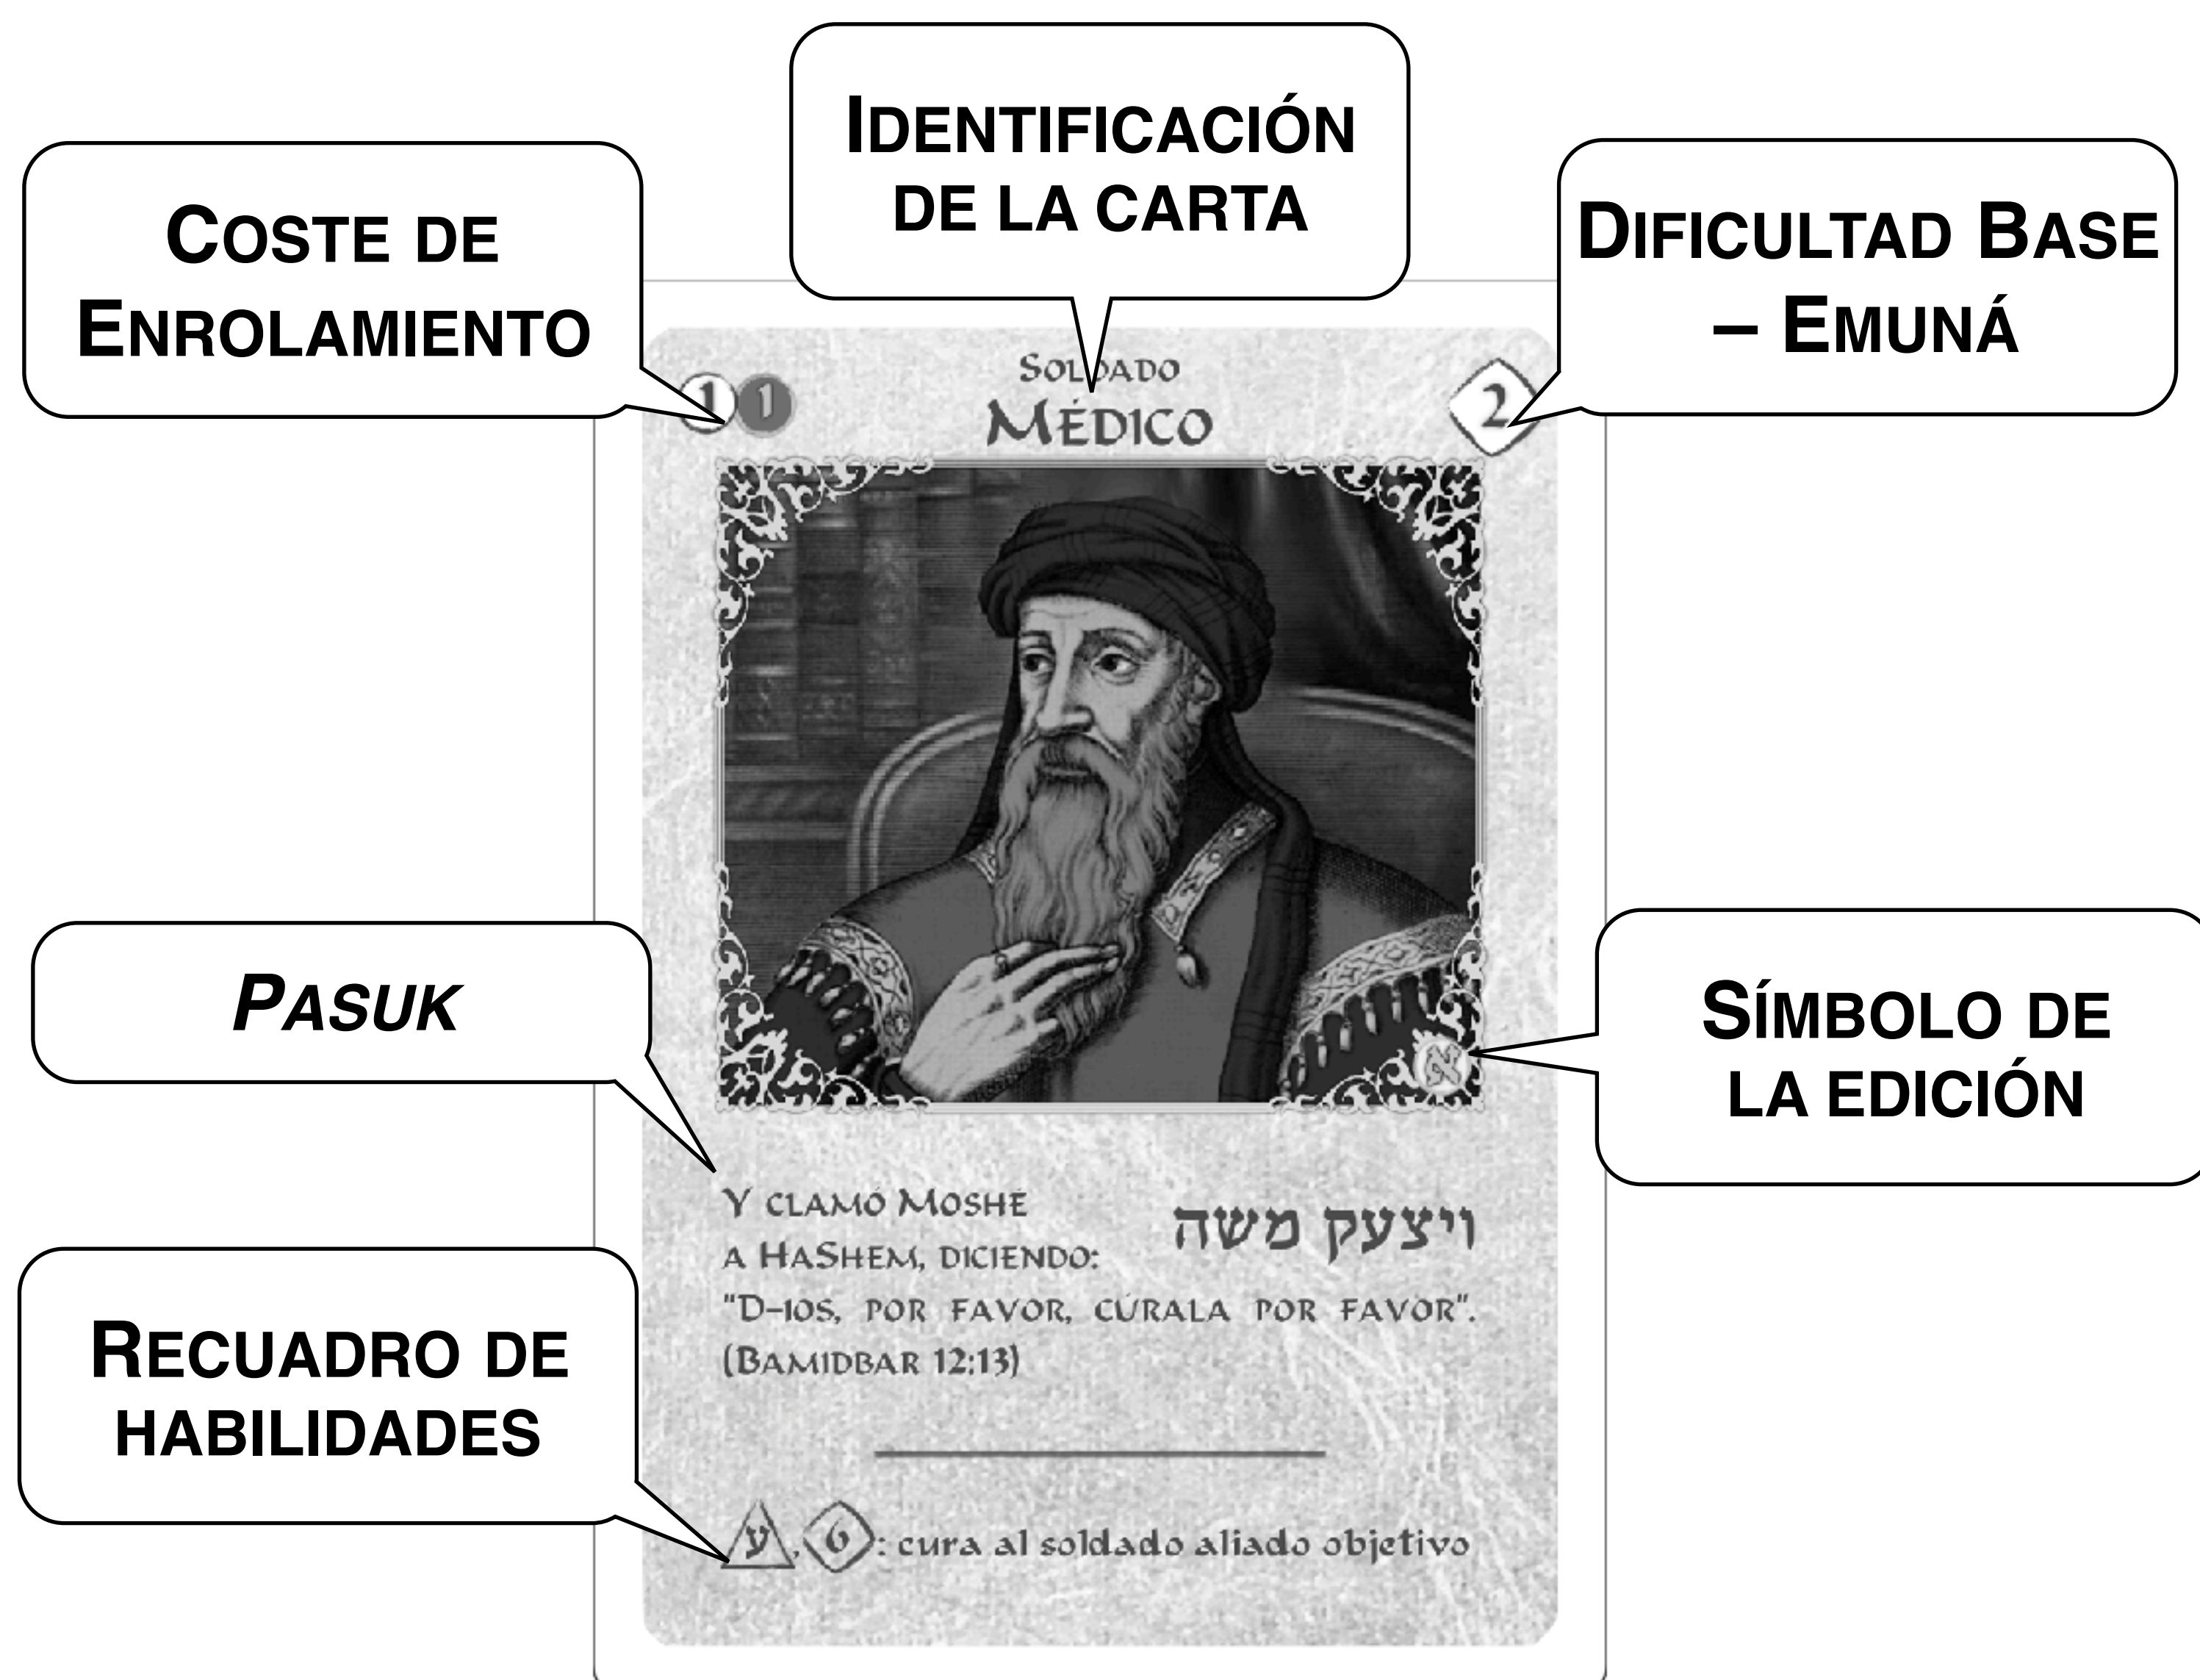 IDENTIFICACIÓN
DE LA CARTA
COSTE DE
ENROLAMIENTO
DIFICULTAD BASE
– EMUNÁ
1 1
SOLDADO
MÉDICO
2
PASUK
SÍMBOLO DE
LA EDICIÓN
א
Y CLAMÓ MOSHÉ
ויצעק משה
A HASHEM, DICIENDO:
"D-IOS, POR FAVOR, CÚRALA POR FAVOR".
(BAMIDBAR 12:13)
RECUADRO DE
HABILIDADES
ע, 6: cura al soldado aliado objetivo